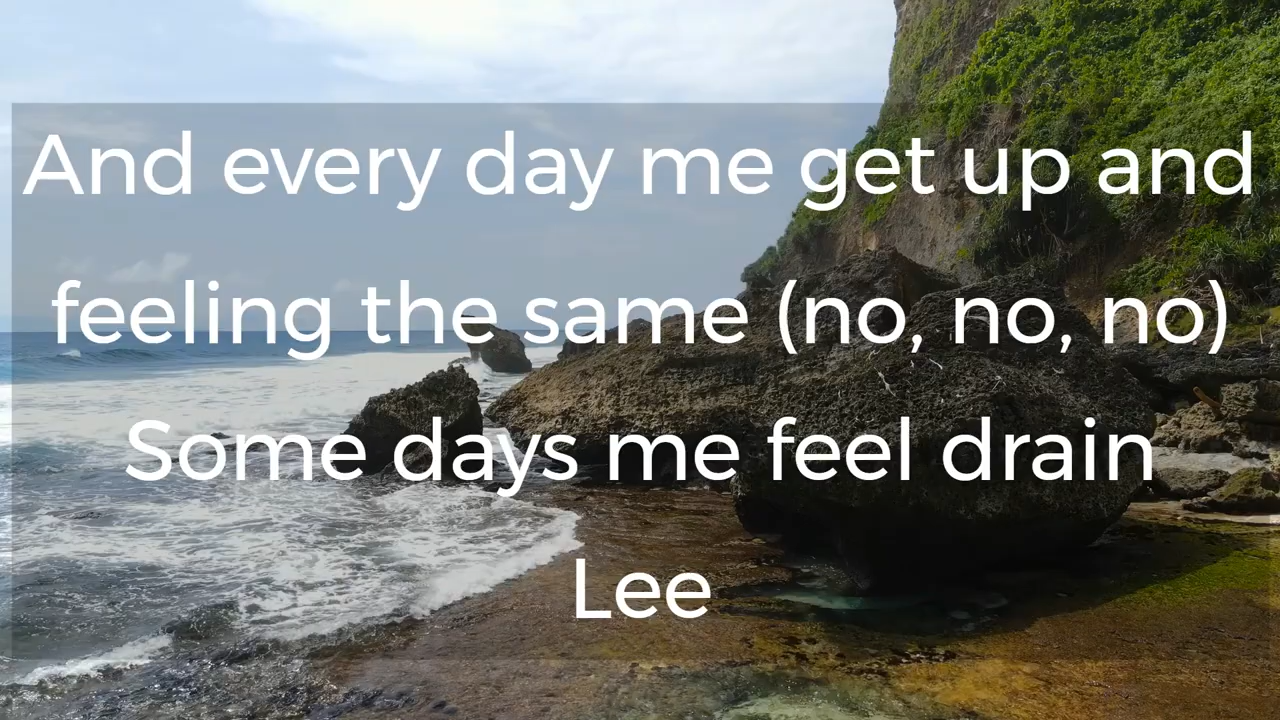 And every day me get up and
feeling the same (no, no, no)
Some days me feel drain
Lee